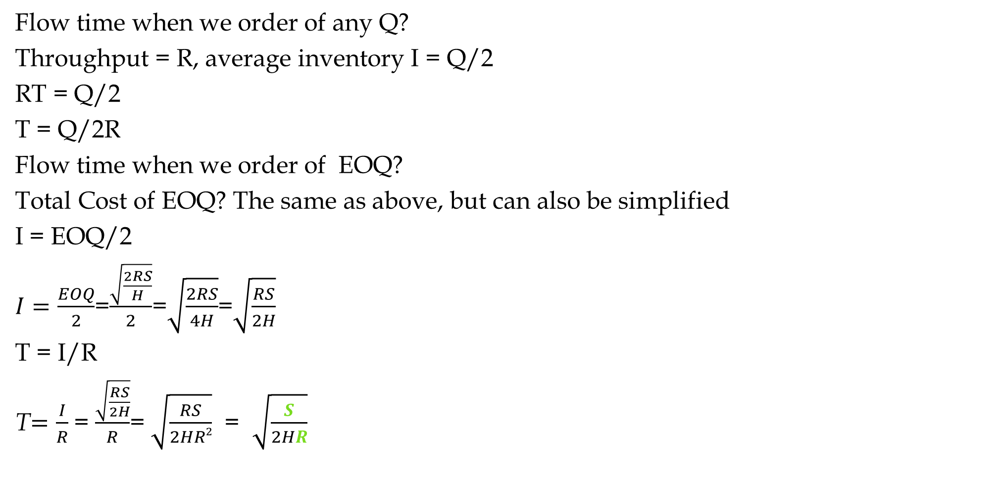 Flow time when we order of any Q?
Throughput = R, average inventory I = Q/2
RT = Q/2
T = Q/2R
Flow time when we order of  EOQ?
Total Cost of EOQ? The same as above, but can also be simplified
I = EOQ/2
$I = \frac{EOQ}{2} = \frac{\sqrt{\frac{2RS}{H}}}{2} = \sqrt{\frac{2RS}{4H}} = \sqrt{\frac{RS}{2H}}$
T = I/R
$T = \frac{I}{R} = \frac{\sqrt{\frac{RS}{2H}}}{R} = \sqrt{\frac{RS}{2HR^2}} = \sqrt{\frac{S}{2HR}}$